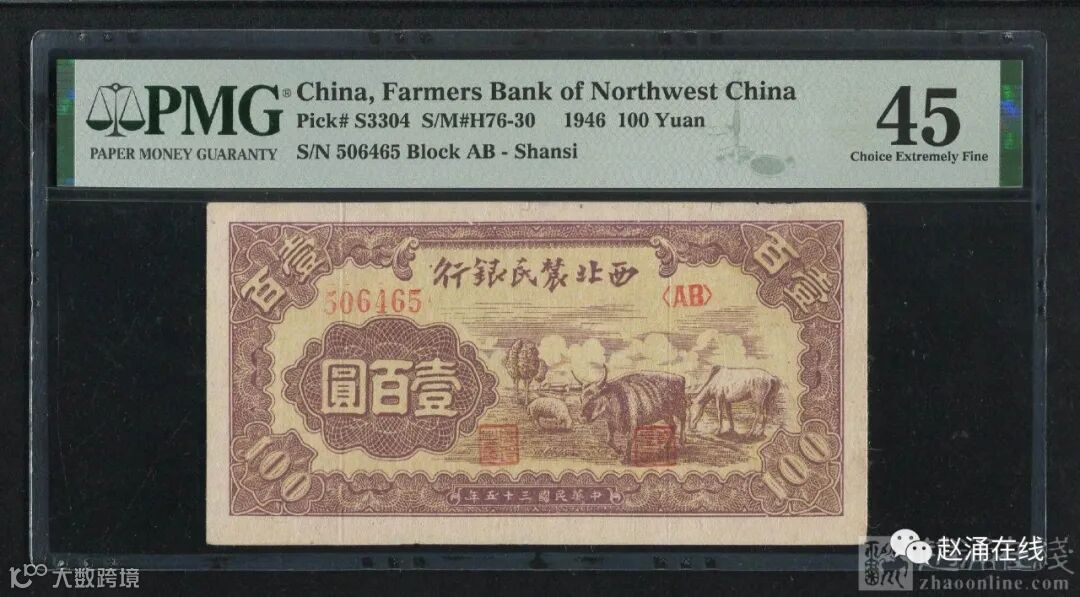 PMG®
PAPER MONEY GUARANTY
China, Farmers Bank of Northwest China
Pick# S3304 S/M#H76-30 1946 100 Yuan
S/N 506465 Block AB - Shansi
45
Choice Extremely Fine
百壹
百壹
行銀民農北西
506465
〈AB〉
圓百壹
100
100
年五十三國民華中
赵涌在线
zhaoonline.com
大数跨境